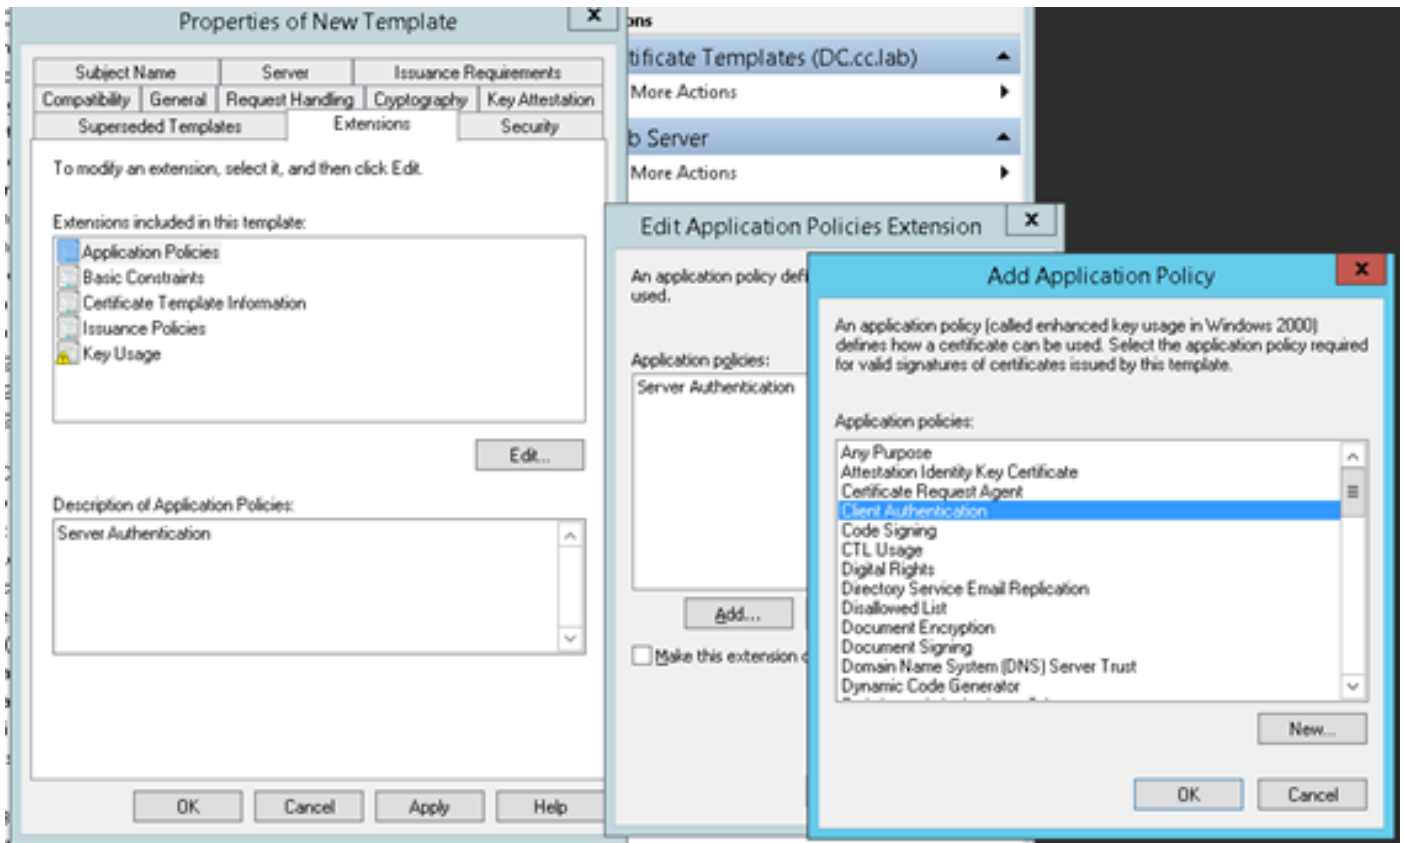 Properties of New Template
x
Subject Name
Server
Issuance Requirements
Compatibility
General
Request Handling
Cryptography
Key Attestation
Superseded Templates
Extensions
Security
To modify an extension, select it, and then click Edit.
Extensions included in this template:
Application Policies
Basic Constraints
Certificate Template Information
Issuance Policies
Key Usage
Edit...
Description of Application Policies:
Server Authentication
OK
Cancel
Apply
Help
ons
tificate Templates (DC.cc.lab)
More Actions
b Server
More Actions
Edit Application Policies Extension
x
An application policy defi
used.
Application policies:
Server Authentication
Add...
Make this extension c
Add Application Policy
x
An application policy (called enhanced key usage in Windows 2000)
defines how a certificate can be used. Select the application policy required
for valid signatures of certificates issued by this template.
Application policies:
Any Purpose
Attestation Identity Key Certificate
Certificate Request Agent
Client Authentication
Code Signing
CTL Usage
Digital Rights
Directory Service Email Replication
Disallowed List
Document Encryption
Document Signing
Domain Name System (DNS) Server Trust
Dynamic Code Generator
New...
OK
Cancel